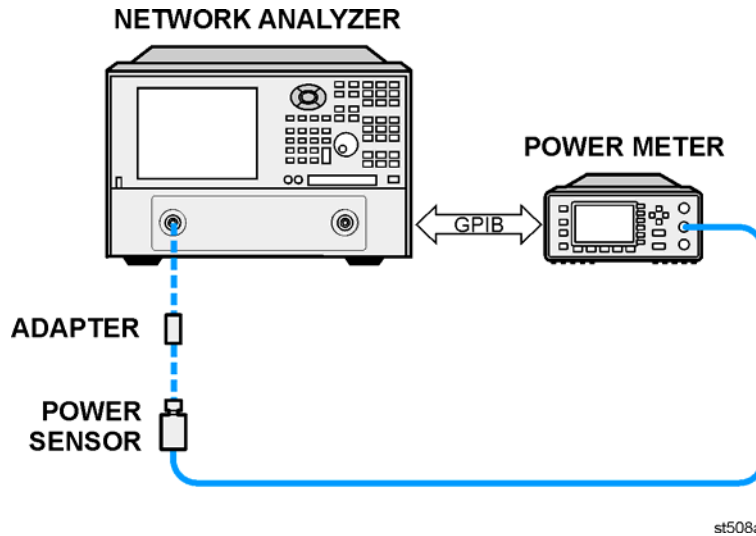 NETWORK ANALYZER
POWER METER
GPIB
ADAPTER
POWER
SENSOR
st508a